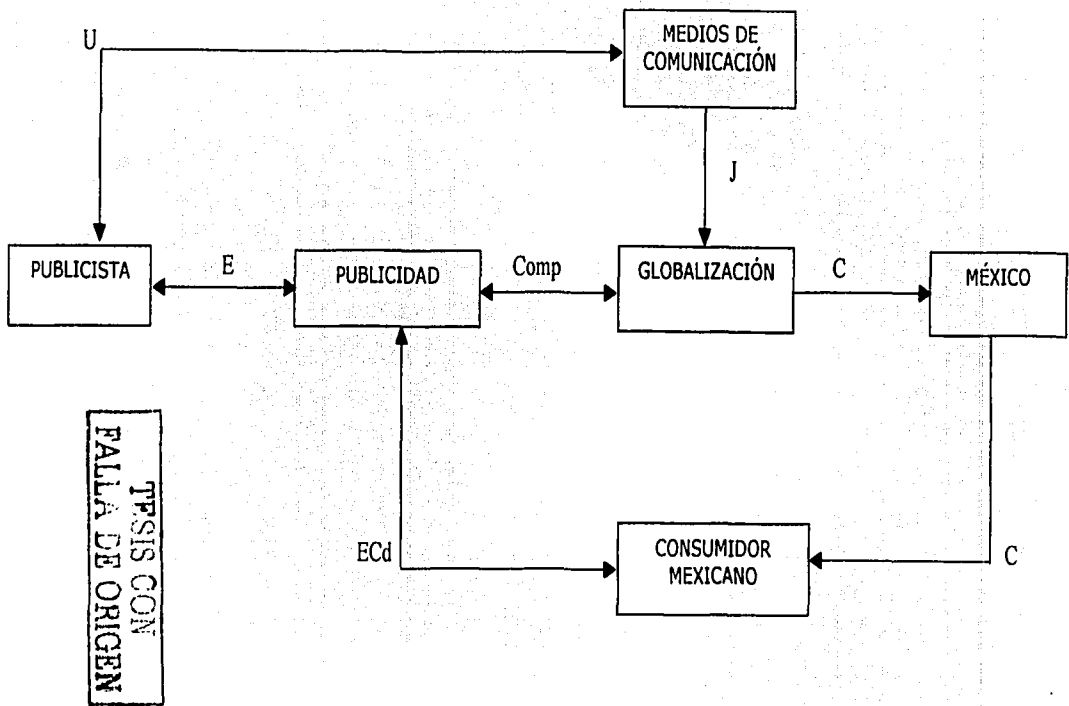 U
MEDIOS DE
COMUNICACIÓN
J
PUBLICISTA
E
PUBLICIDAD
Comp
GLOBALIZACIÓN
C
MÉXICO
TESIS CON
FALLA DE ORIGEN
ECd
CONSUMIDOR
MEXICANO
C